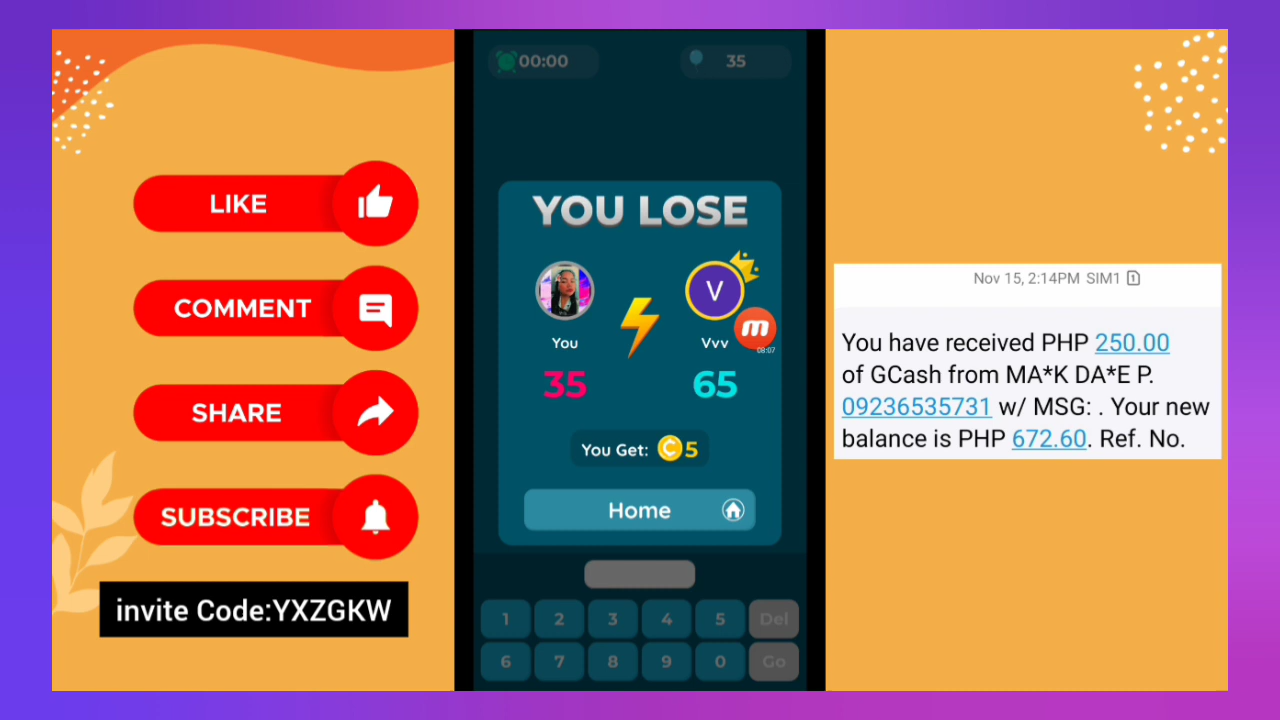 LIKE
COMMENT
SHARE
SUBSCRIBE
invite Code:YXZGKW
00:00
35
YOU LOSE
V
m
08:07
You
Vvv
35
65
You Get: C 5
Home
1 2 3 4 5 Del
6 7 8 9 0 Go
Nov 15, 2:14PM SIM1 1
You have received PHP 250.00
of GCash from MA*K DA*E P.
09236535731 w/ MSG: . Your new
balance is PHP 672.60. Ref. No.